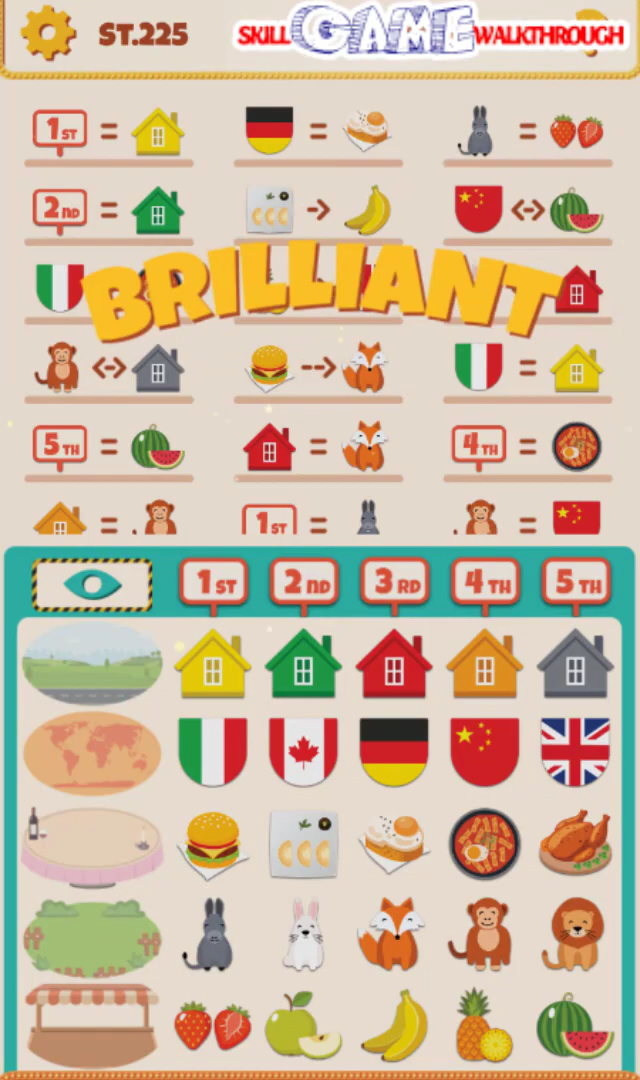 ST.225
SKILL GAME WALKTHROUGH
1ST =
=
=
2ND =
->
<->
BRILLIANT
<->
-->
=
5TH =
=
4TH =
=
1ST =
=
1ST 2ND 3RD 4TH 5TH